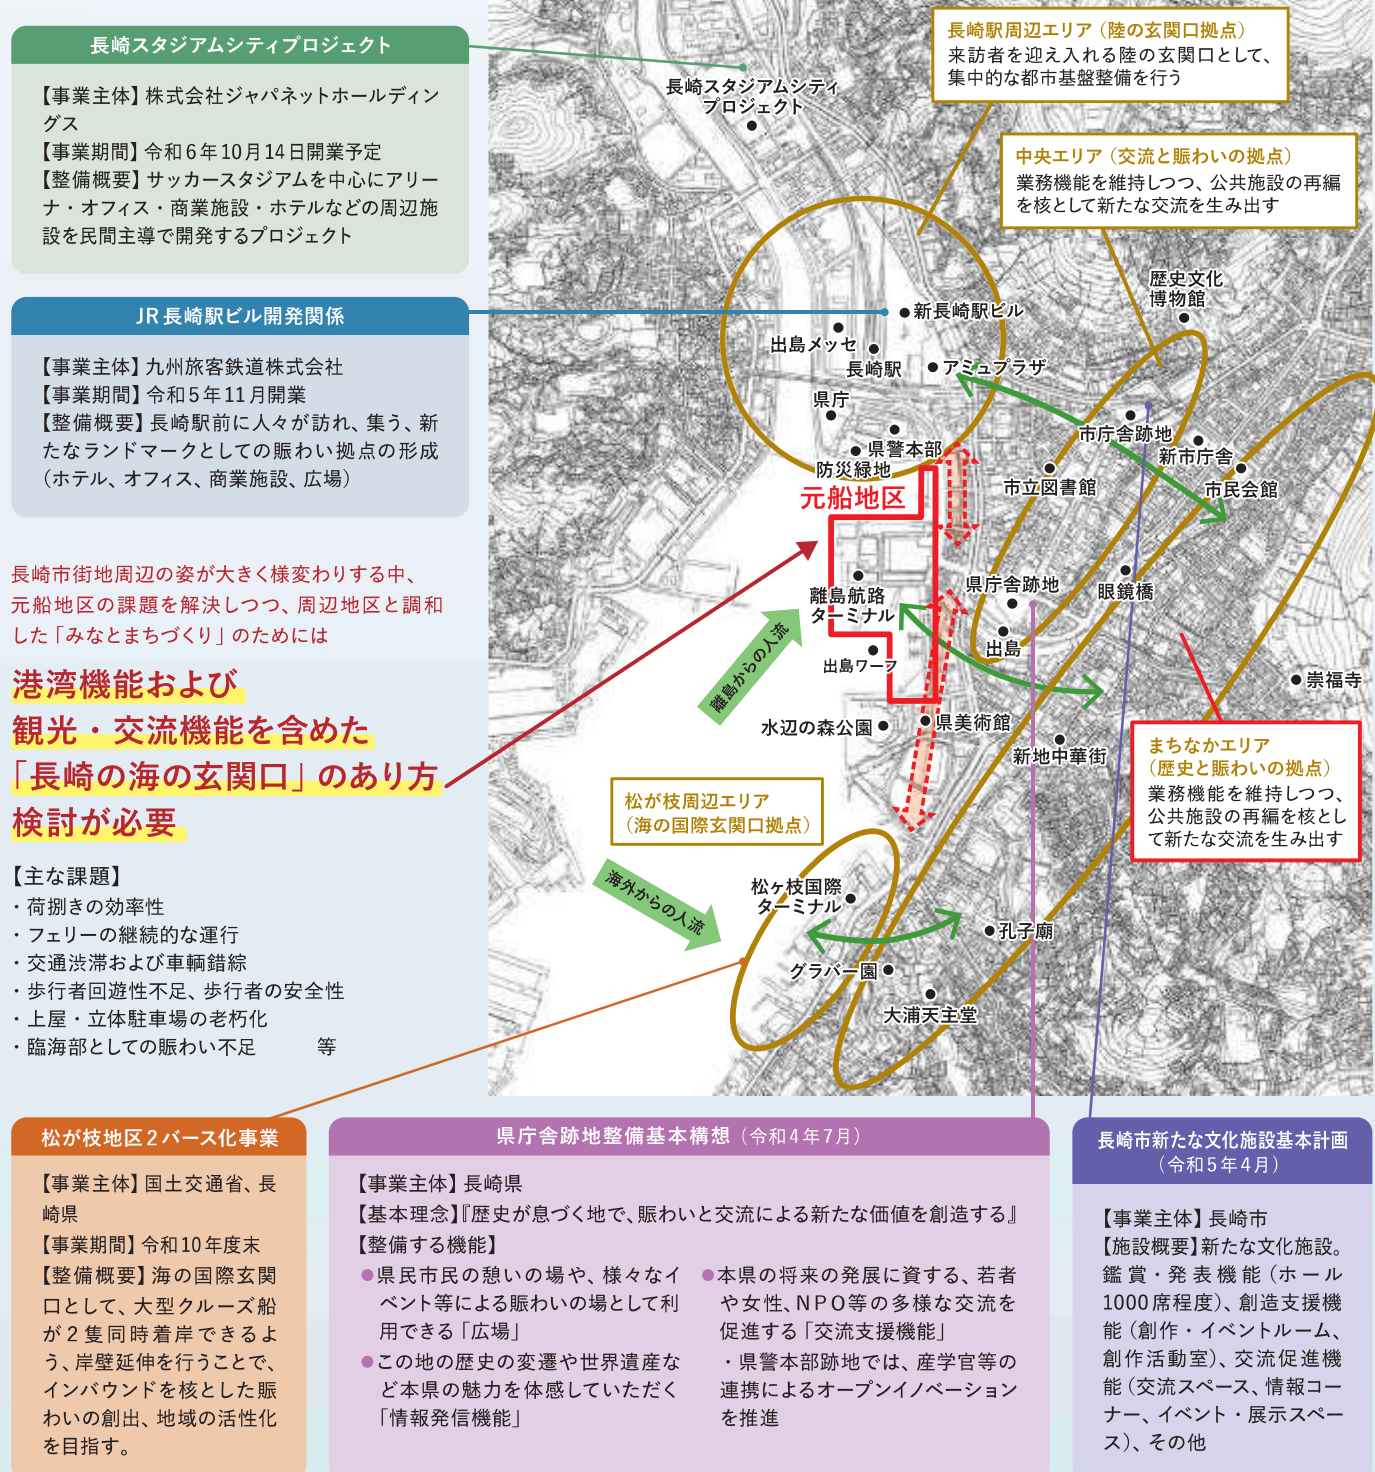 長崎スタジアムシティプロジェクト
【事業主体】株式会社ジャパネットホールディン
グス
【事業期間】令和6年10月14日開業予定
【整備概要】サッカースタジアムを中心にアリー
ナ・オフィス・商業施設・ホテルなどの周辺施
設を民間主導で開発するプロジェクト
JR長崎駅ビル開発関係
【事業主体】九州旅客鉄道株式会社
【事業期間】令和5年11月開業
【整備概要】長崎駅前に人々が訪れ、集う、新
たなランドマークとしての賑わい拠点の形成
（ホテル、オフィス、商業施設、広場）
長崎市街地周辺の姿が大きく様変わりする中、
元船地区の課題を解決しつつ、周辺地区と調和
した「みなとまちづくり」のためには
港湾機能および
観光・交流機能を含めた
「長崎の海の玄関口」のあり方
検討が必要
【主な課題】
・荷捌きの効率性
・フェリーの継続的な運行
・交通渋滞および車輌錯綜
・歩行者回遊性不足、歩行者の安全性
・上屋・立体駐車場の老朽化
・臨海部としての賑わい不足　　　等
長崎駅周辺エリア（陸の玄関口拠点）
来訪者を迎え入れる陸の玄関口として、
集中的な都市基盤整備を行う
中央エリア（交流と賑わいの拠点）
業務機能を維持しつつ、公共施設の再編
を核として新たな交流を生み出す
長崎スタジアムシティ
プロジェクト
歴史文化
博物館
新長崎駅ビル
出島メッセ
長崎駅
アミュプラザ
県庁
県警本部
防災緑地
市庁舎跡地
新市庁舎
市立図書館
市民会館
元船地区
離島航路
ターミナル
県庁舎跡地
眼鏡橋
出島
出島ワーフ
離島からの人流
崇福寺
水辺の森公園
県美術館
新地中華街
まちなかエリア
（歴史と賑わいの拠点）
業務機能を維持しつつ、
公共施設の再編を核とし
て新たな交流を生み出す
松が枝周辺エリア
（海の国際玄関口拠点）
海外からの人流
松ヶ枝国際
ターミナル
孔子廟
グラバー園
大浦天主堂
松が枝地区2バース化事業
【事業主体】国土交通省、長
崎県
【事業期間】令和10年度末
【整備概要】海の国際玄関
口として、大型クルーズ船
が2隻同時着岸できるよ
う、岸壁延伸を行うことで、
インバウンドを核とした賑
わいの創出、地域の活性化
を目指す。
県庁舎跡地整備基本構想（令和4年7月）
【事業主体】長崎県
【基本理念】『歴史が息づく地で、賑わいと交流による新たな価値を創造する』
【整備する機能】
●県民市民の憩いの場や、様々なイ
ベント等による賑わいの場として利
用できる「広場」
●この地の歴史の変遷や世界遺産な
ど本県の魅力を体感していただく
「情報発信機能」
●本県の将来の発展に資する、若者
や女性、NPO等の多様な交流を
促進する「交流支援機能」
・県警本部跡地では、産学官等の
連携によるオープンイノベーション
を推進
長崎市新たな文化施設基本計画
（令和5年4月）
【事業主体】長崎市
【施設概要】新たな文化施設。
鑑賞・発表機能（ホール
1000席程度）、創造支援機
能（創作・イベントルーム、
創作活動室）、交流促進機
能（交流スペース、情報コー
ナー、イベント・展示スペー
ス）、その他